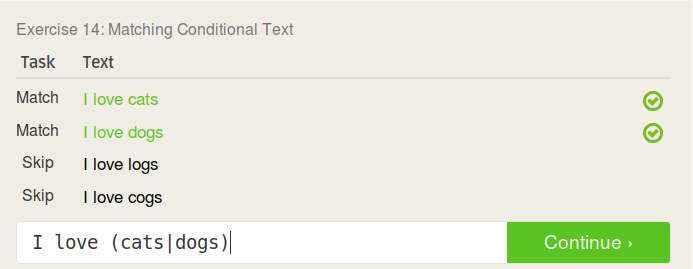 Exercise 14: Matching Conditional Text
Task Text
Match I love cats
Match I love dogs
Skip I love logs
Skip I love cogs
I love (cats|dogs) Continue ›